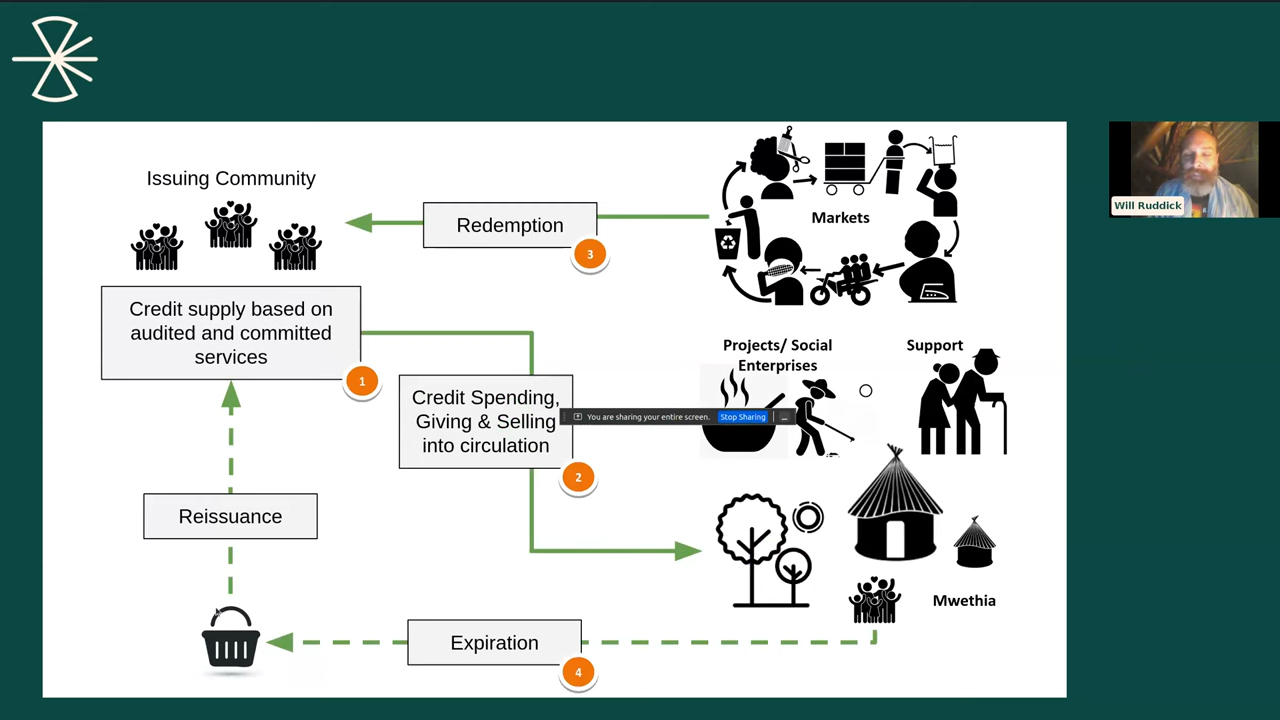 Issuing Community
Redemption
3
Markets
Will Ruddick
Credit supply based on
audited and committed
services
1
Projects/ Social
Enterprises
Support
Credit Spending,
Giving & Selling
into circulation
2
You are sharing your entire screen.
Stop Sharing
Reissuance
Mwethia
Expiration
4